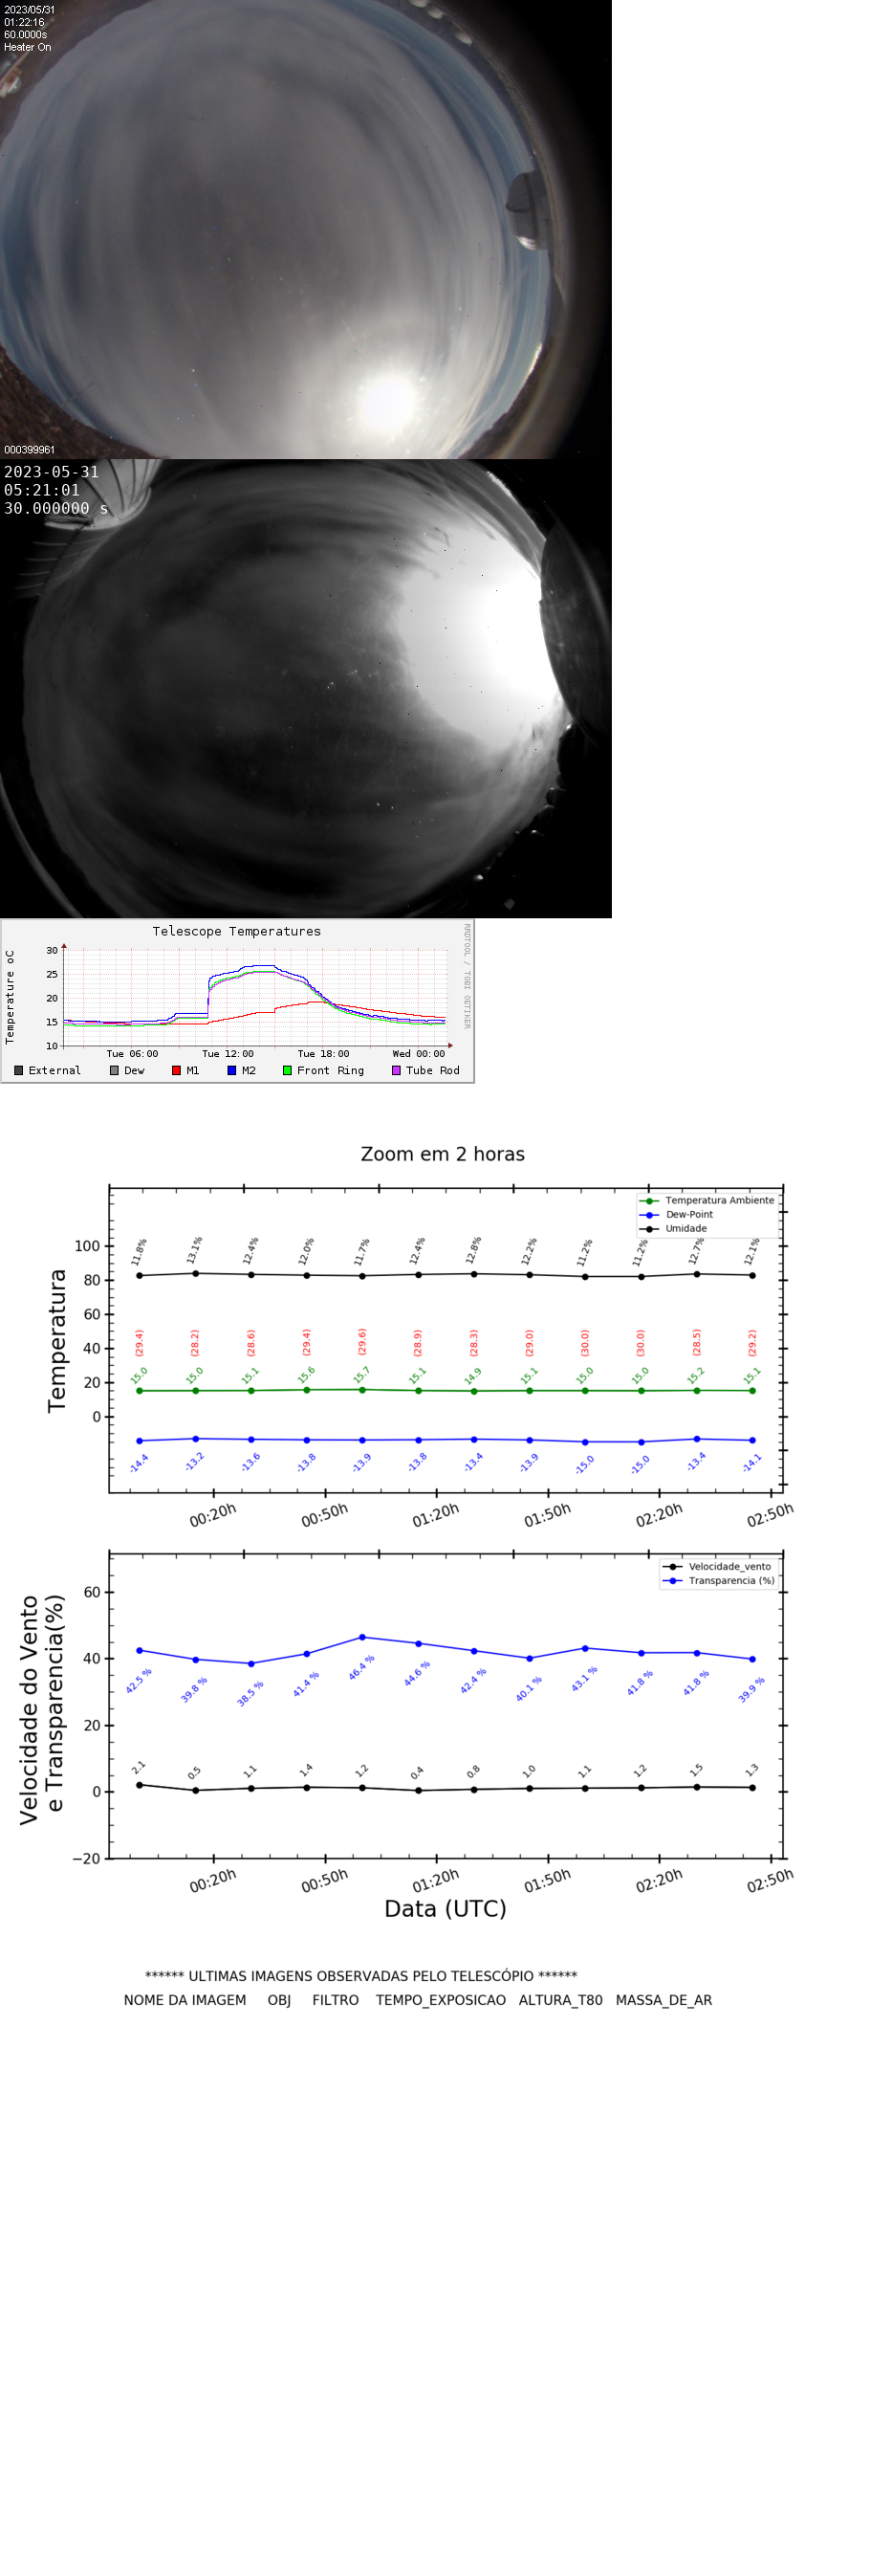 2023/05/31
01:22:16
60.0000s
Heater On
000399961
2023-05-31
05:21:01
30.000000 s
Telescope Temperatures
RRDTOOL / TOBI OETIKER
Temperature oC
30
25
20
15
10
Tue 06:00 Tue 12:00 Tue 18:00 Wed 00:00
External Dew M1 M2 Front Ring Tube Rod
Zoom em 2 horas
Temperatura Ambiente
Dew-Point
Umidade
Temperatura
100
80
60
40
20
0
11.8% 13.1% 12.4% 12.0% 11.7% 12.4% 12.8% 12.2% 11.2% 11.2% 12.7% 12.1%
(29.4) (28.2) (28.6) (29.4) (29.6) (28.9) (28.3) (29.0) (30.0) (30.0) (28.5) (29.2)
15.0 15.0 15.1 15.6 15.7 15.1 14.9 15.1 15.0 15.0 15.2 15.1
-14.4 -13.2 -13.6 -13.8 -13.9 -13.8 -13.4 -13.9 -15.0 -15.0 -13.4 -14.1
00:20h 00:50h 01:20h 01:50h 02:20h 02:50h
Velocidade_vento
Transparencia (%)
Velocidade do Vento
e Transparencia(%)
60
40
20
0
−20
42.5 % 39.8 % 38.5 % 41.4 % 46.4 % 44.6 % 42.4 % 40.1 % 43.1 % 41.8 % 41.8 % 39.9 %
2.1 0.5 1.1 1.4 1.2 0.4 0.8 1.0 1.1 1.2 1.5 1.3
00:20h 00:50h 01:20h 01:50h 02:20h 02:50h
Data (UTC)
****** ULTIMAS IMAGENS OBSERVADAS PELO TELESCÓPIO ******
NOME DA IMAGEM OBJ FILTRO TEMPO_EXPOSICAO ALTURA_T80 MASSA_DE_AR